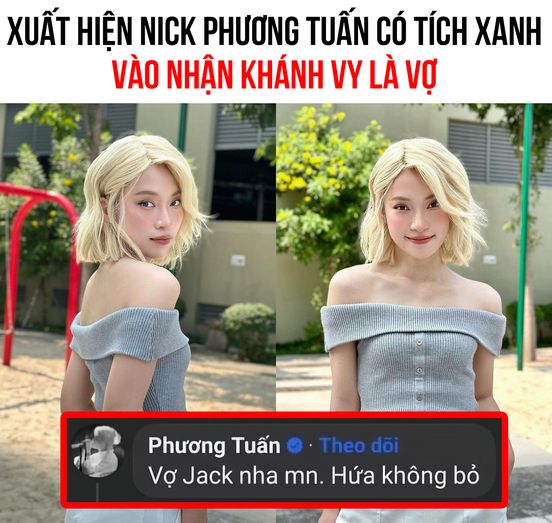 XUẤT HIỆN NICK PHƯƠNG TUẤN CÓ TÍCH XANH
VÀO NHẬN KHÁNH VY LÀ VỢ
Phương Tuấn · Theo dõi
Vợ Jack nha mn. Hứa không bỏ